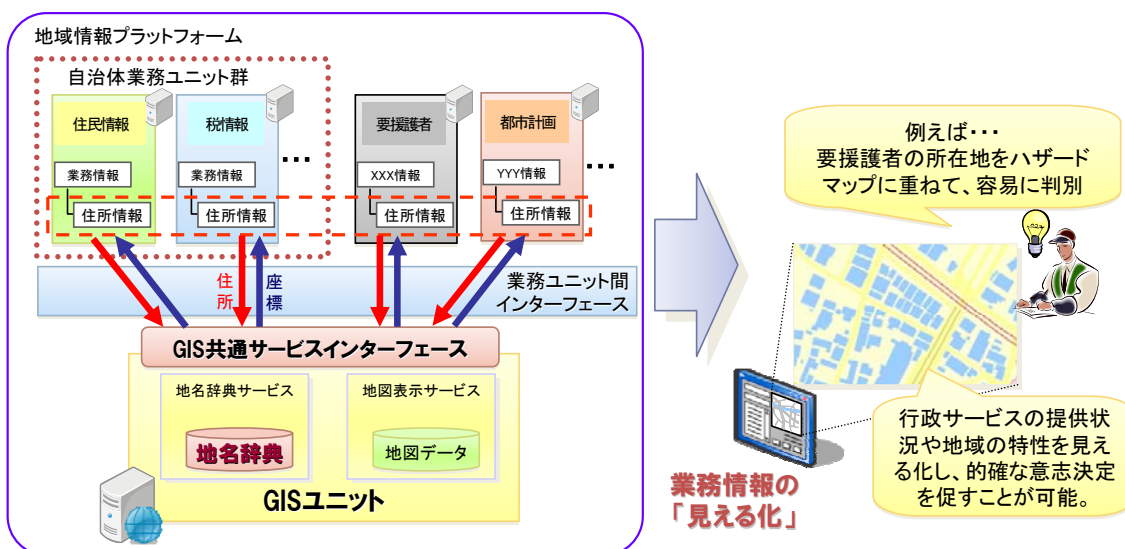 地域情報プラットフォーム
自治体業務ユニット群
住民情報
業務情報
住所情報
税情報
業務情報
住所情報
・・・
要援護者
XXX情報
住所情報
都市計画
YYY情報
住所情報
・・・
住所
座標
業務ユニット間
インターフェース
GIS共通サービスインターフェース
地名辞典サービス
地名辞典
地図表示サービス
地図データ
GISユニット
例えば・・・
要援護者の所在地をハザード
マップに重ねて、容易に判別
行政サービスの提供状
況や地域の特性を見え
る化し、的確な意志決定
を促すことが可能。
業務情報の
「見える化」